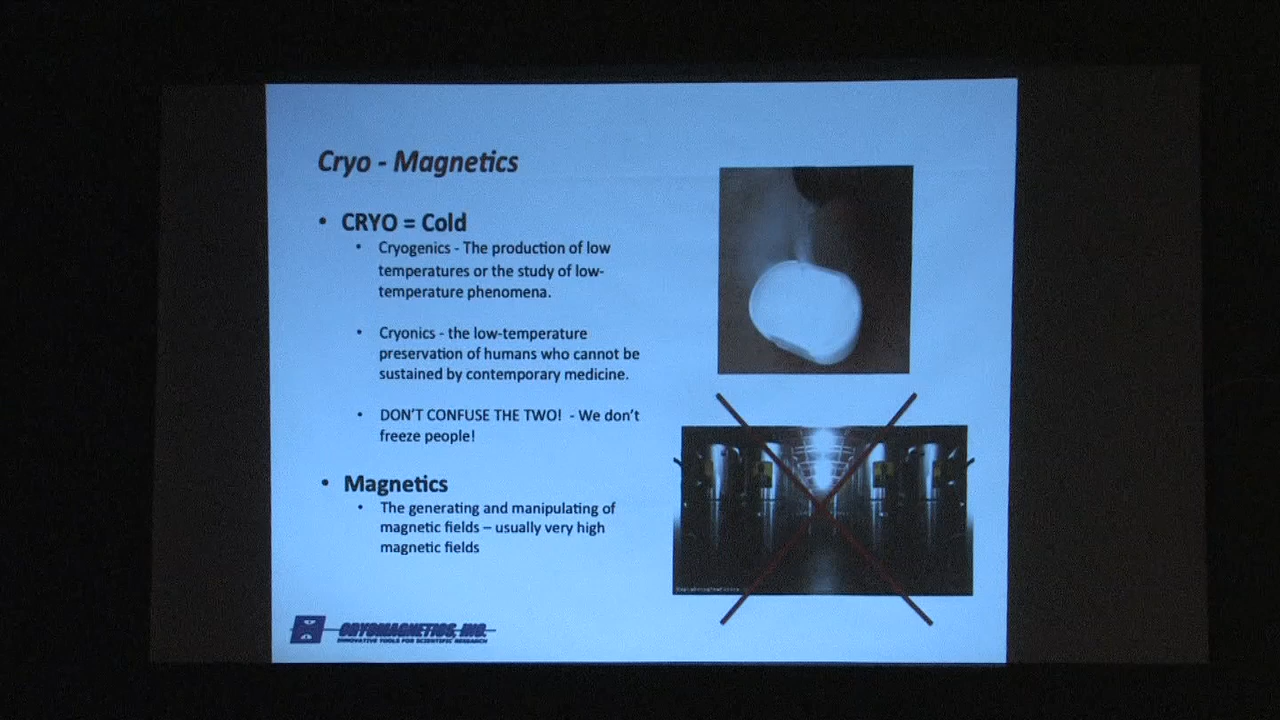 Cryo - Magnetics
• CRYO = Cold
• Cryogenics - The production of low
temperatures or the study of low-
temperature phenomena.
• Cryonics - the low-temperature
preservation of humans who cannot be
sustained by contemporary medicine.
• DON'T CONFUSE THE TWO! - We don't
freeze people!
• Magnetics
• The generating and manipulating of
magnetic fields – usually very high
magnetic fields
CRYOMAGNETICS, INC.
INNOVATIVE TOOLS FOR SCIENTIFIC RESEARCH